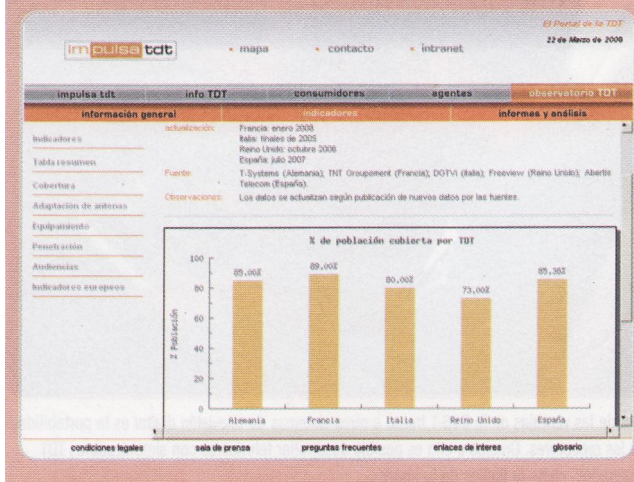 El Portal de la TDT
22 de Marzo de 2008
impulsa tdt
mapa
contacto
intranet
impulsa tdt
info TDT
consumidores
agentes
observatorio TDT
información general
indicadores
informes y análisis
Indicadores
Tabla resumen
Cobertura
Adaptación de antenas
Equipamiento
Penetración
Audiencias
Indicadores europeos
actualización:
Francia: enero 2008
Italia: finales de 2005
Reino Unido: octubre 2006
España: julio 2007
Fuente:
T-Systems (Alemania); TNT Groupement (Francia); DGTVi (Italia); Freeview (Reino Unido), Abertis
Telecom (España).
Observaciones:
Los datos se actualizan según publicación de nuevos datos por las fuentes.
% de población cubierta por TDT
% Población
100
80
60
40
20
0
85,00%
89,00%
80,00%
73,00%
85,36%
Alemania
Francia
Italia
Reino Unido
España
condiciones legales
sala de prensa
preguntas frecuentes
enlaces de interes
glosario